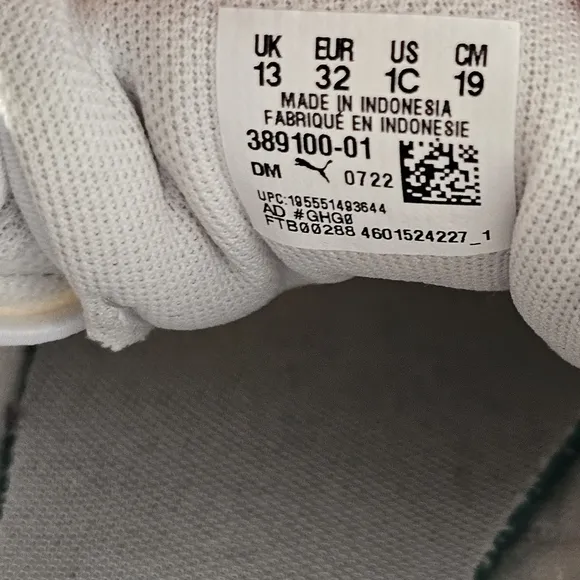 UK EUR US CM
13 32 1C 19
MADE IN INDONESIA
FABRIQUÉ EN INDONESIE
389100-01
DM 0722
UPC:195551493644
AD #GHG0
FTB00288 4601524227_1